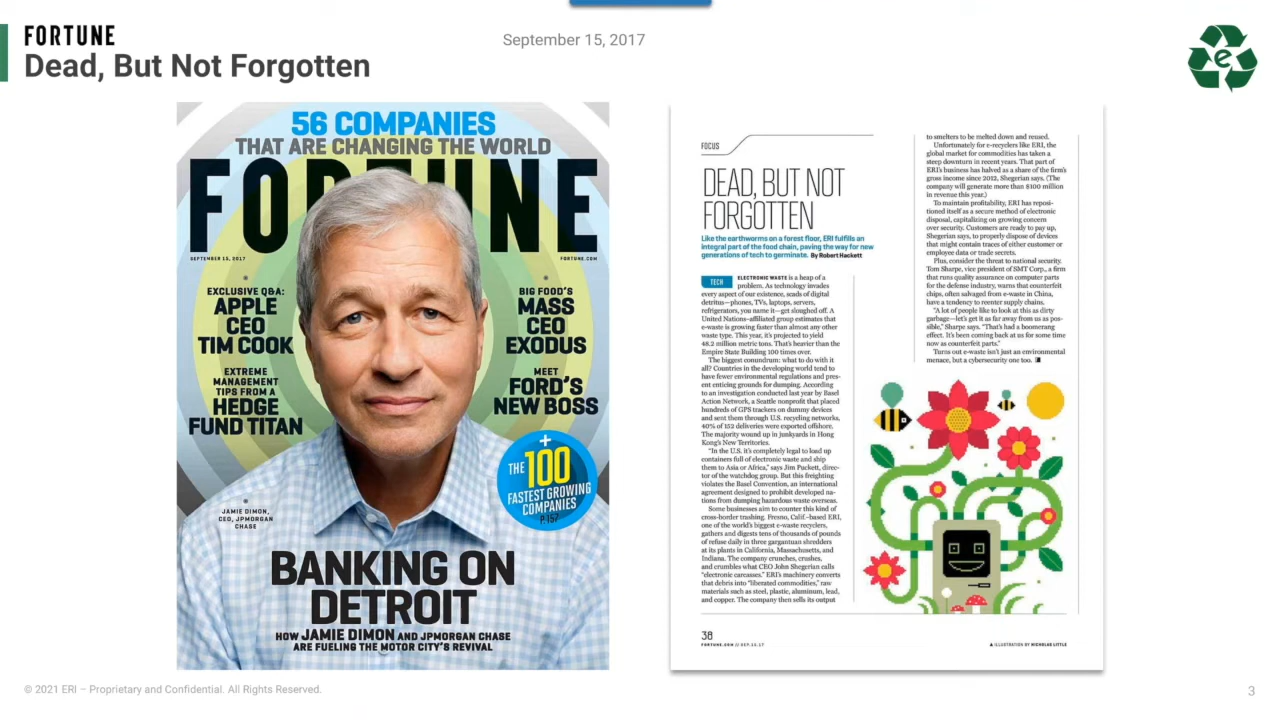 FORTUNE
Dead, But Not Forgotten
September 15, 2017
e
56 COMPANIES
THAT ARE CHANGING THE WORLD
FORTUNE
SEPTEMBER 15, 2017
FORTUNE.COM
EXCLUSIVE Q&A:
APPLE
CEO
TIM COOK
EXTREME
MANAGEMENT
TIPS FROM A
HEDGE
FUND TITAN
BIG FOOD'S
MASS
CEO
EXODUS
MEET
FORD'S
NEW BOSS
+
THE 100
FASTEST GROWING
COMPANIES
P.157
JAMIE DIMON,
CEO, JPMORGAN
CHASE
BANKING ON
DETROIT
HOW JAMIE DIMON AND JPMORGAN CHASE
ARE FUELING THE MOTOR CITY'S REVIVAL
FOCUS
DEAD, BUT NOT
FORGOTTEN
Like the earthworms on a forest floor, ERI fulfills an
integral part of the food chain, paving the way for new
generations of tech to germinate. By Robert Hackett
TECH
ELECTRONIC WASTE is a heap of a
problem. As technology invades
every aspect of our existence, scads of digital
detritus—phones, TVs, laptops, servers,
refrigerators, you name it—get sloughed off. A
United Nations–affiliated group estimates that
e-waste is growing faster than almost any other
waste type. This year, it's projected to yield
48.2 million metric tons. That's heavier than the
Empire State Building 100 times over.
The biggest conundrum: what to do with it
all? Countries in the developing world tend to
have fewer environmental regulations and pres-
ent enticing grounds for dumping. According
to an investigation conducted last year by Basel
Action Network, a Seattle nonprofit that placed
hundreds of GPS trackers on dummy devices
and sent them through U.S. recycling networks,
40% of 152 deliveries were exported offshore.
The majority wound up in junkyards in Hong
Kong's New Territories.
"In the U.S. it's completely legal to load up
containers full of electronic waste and ship
them to Asia or Africa," says Jim Puckett, direc-
tor of the watchdog group. But this freighting
violates the Basel Convention, an international
agreement designed to prohibit developed na-
tions from dumping hazardous waste overseas.
Some businesses aim to counter this kind of
cross-border trashing. Fresno, Calif.–based ERI,
one of the world's biggest e-waste recyclers,
gathers and digests tens of thousands of pounds
of refuse daily in three gargantuan shredders
at its plants in California, Massachusetts, and
Indiana. The company crunches, crushes,
and crumbles what CEO John Shegerian calls
"electronic carcasses." ERI's machinery converts
that debris into "liberated commodities," raw
materials such as steel, plastic, aluminum, lead,
and copper. The company then sells its output
to smelters to be melted down and reused.
Unfortunately for e-recyclers like ERI, the
global market for commodities has taken a
steep downturn in recent years. That part of
ERI's business has halved as a share of the firm's
gross income since 2012, Shegerian says. (The
company will generate more than $100 million
in revenue this year.)
To maintain profitability, ERI has reposi-
tioned itself as a secure method of electronic
disposal, capitalizing on growing concern
over security. Customers are ready to pay up,
Shegerian says, to properly dispose of devices
that might contain traces of either customer or
employee data or trade secrets.
Plus, consider the threat to national security.
Tom Sharpe, vice president of SMT Corp., a firm
that runs quality assurance on computer parts
for the defense industry, warns that counterfeit
chips, often salvaged from e-waste in China,
have a tendency to reenter supply chains.
"A lot of people like to look at this as dirty
garbage—let's get it as far away from us as pos-
sible," Sharpe says. "That's had a boomerang
effect. It's been coming back at us for some time
now as counterfeit parts."
Turns out e-waste isn't just an environmental
menace, but a cybersecurity one too.
38
FORTUNE.COM // SEP.15.17
ILLUSTRATION BY NICHOLAS LITTLE
© 2021 ERI – Proprietary and Confidential. All Rights Reserved.
3